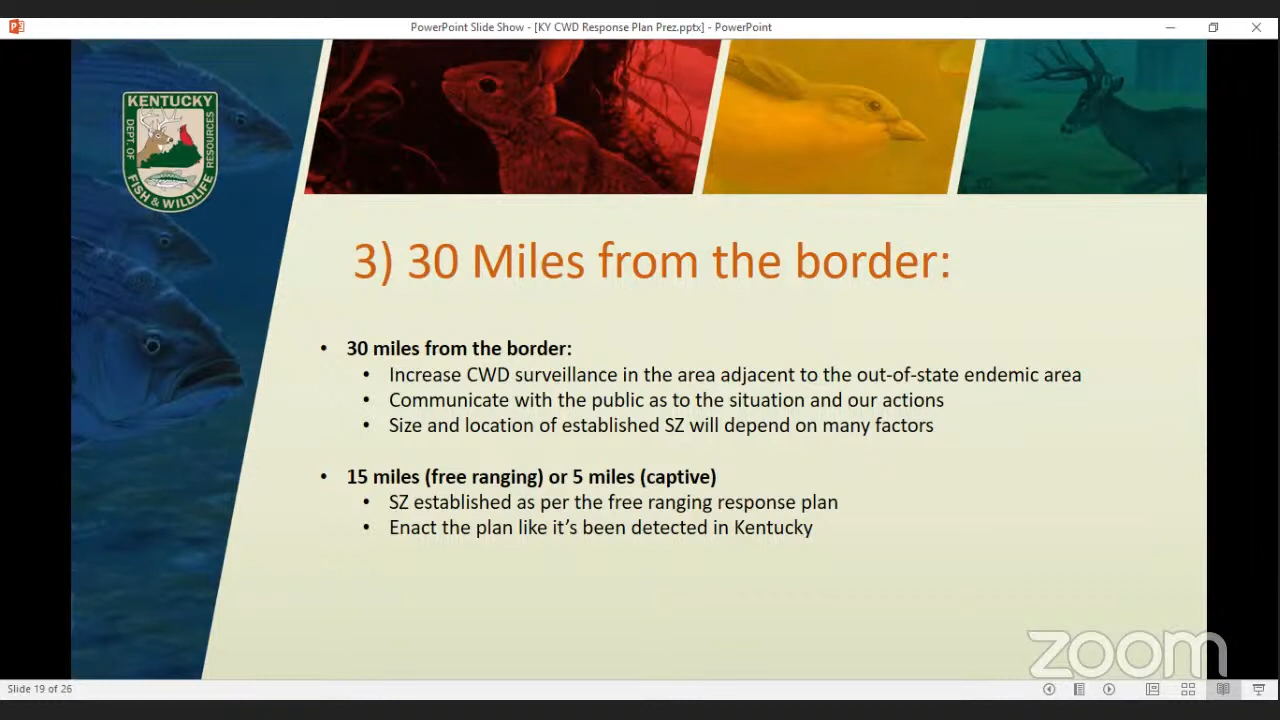 PowerPoint Slide Show - [KY CWD Response Plan Prez.pptx] - PowerPoint
KENTUCKY
DEPT. OF
RESOURCES
FISH & WILDLIFE
3) 30 Miles from the border:
• 30 miles from the border:
• Increase CWD surveillance in the area adjacent to the out-of-state endemic area
• Communicate with the public as to the situation and our actions
• Size and location of established SZ will depend on many factors
• 15 miles (free ranging) or 5 miles (captive)
• SZ established as per the free ranging response plan
• Enact the plan like it’s been detected in Kentucky
zoom
Slide 19 of 26